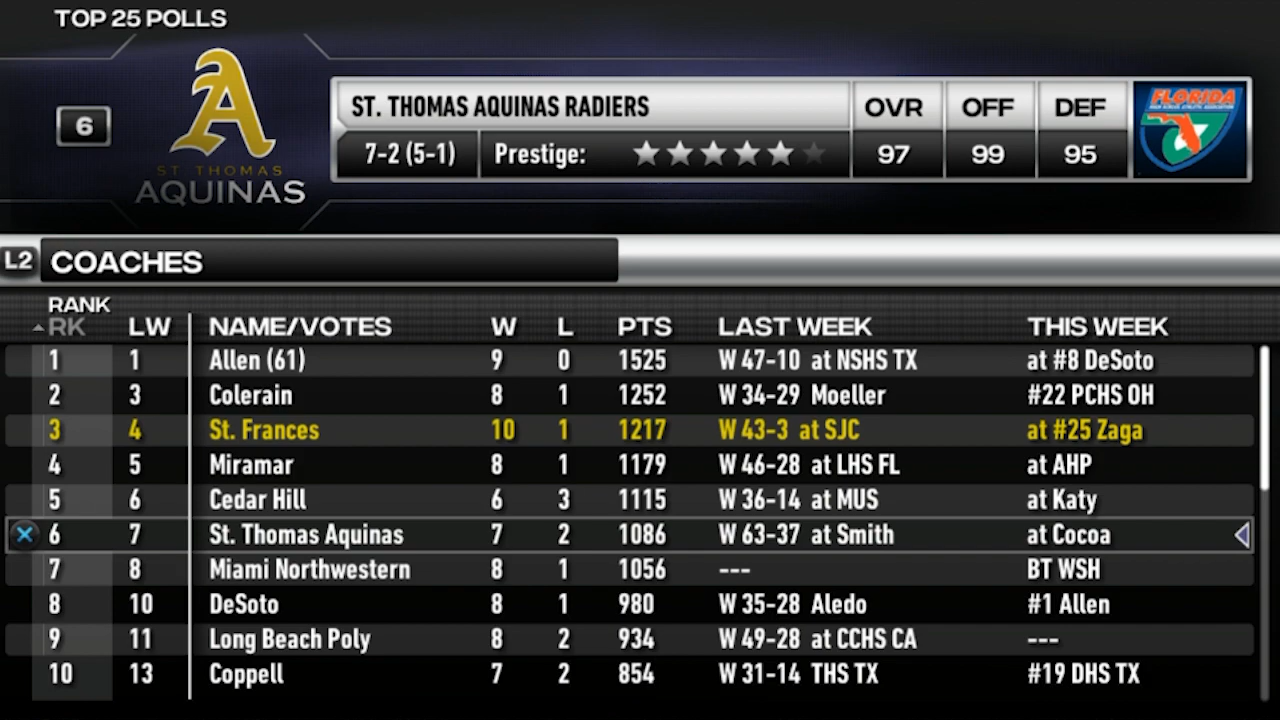 TOP 25 POLLS
6
A
ST. THOMAS
AQUINAS
ST. THOMAS AQUINAS RADIERS
OVR OFF DEF
7-2 (5-1) Prestige: 97 99 95
FLORIDA
L2 COACHES
RANK
RK LW NAME/VOTES W L PTS LAST WEEK THIS WEEK
1 1 Allen (61) 9 0 1525 W 47-10 at NSHS TX at #8 DeSoto
2 3 Colerain 8 1 1252 W 34-29 Moeller #22 PCHS OH
3 4 St. Frances 10 1 1217 W 43-3 at SJC at #25 Zaga
4 5 Miramar 8 1 1179 W 46-28 at LHS FL at AHP
5 6 Cedar Hill 6 3 1115 W 36-14 at MUS at Katy
6 7 St. Thomas Aquinas 7 2 1086 W 63-37 at Smith at Cocoa
7 8 Miami Northwestern 8 1 1056 --- BT WSH
8 10 DeSoto 8 1 980 W 35-28 Aledo #1 Allen
9 11 Long Beach Poly 8 2 934 W 49-28 at CCHS CA ---
10 13 Coppell 7 2 854 W 31-14 THS TX #19 DHS TX